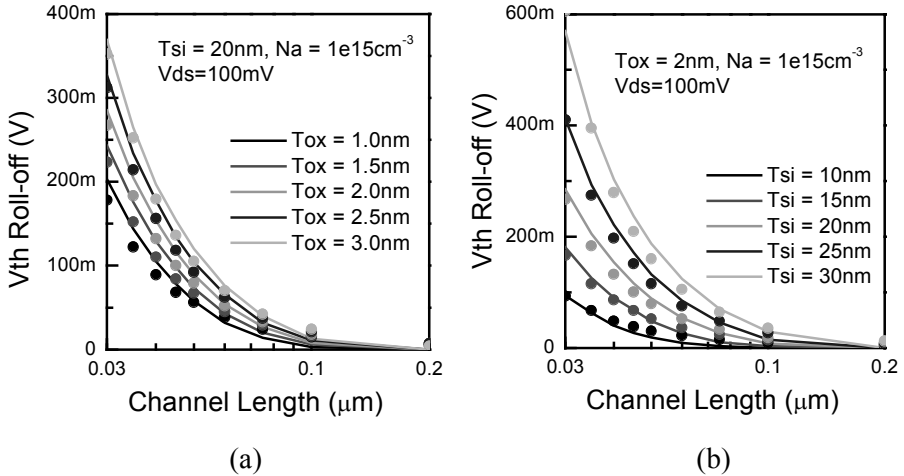 400m
300m
200m
100m
0
Vth Roll-off (V)
Tsi = 20nm, Na = 1e15cm⁻³
Vds=100mV
Tox = 1.0nm
Tox = 1.5nm
Tox = 2.0nm
Tox = 2.5nm
Tox = 3.0nm
0.03
0.1
0.2
Channel Length (μm)
(a)
600m
400m
200m
0
Vth Roll-off (V)
Tox = 2nm, Na = 1e15cm⁻³
Vds=100mV
Tsi = 10nm
Tsi = 15nm
Tsi = 20nm
Tsi = 25nm
Tsi = 30nm
0.03
0.1
0.2
Channel Length (μm)
(b)